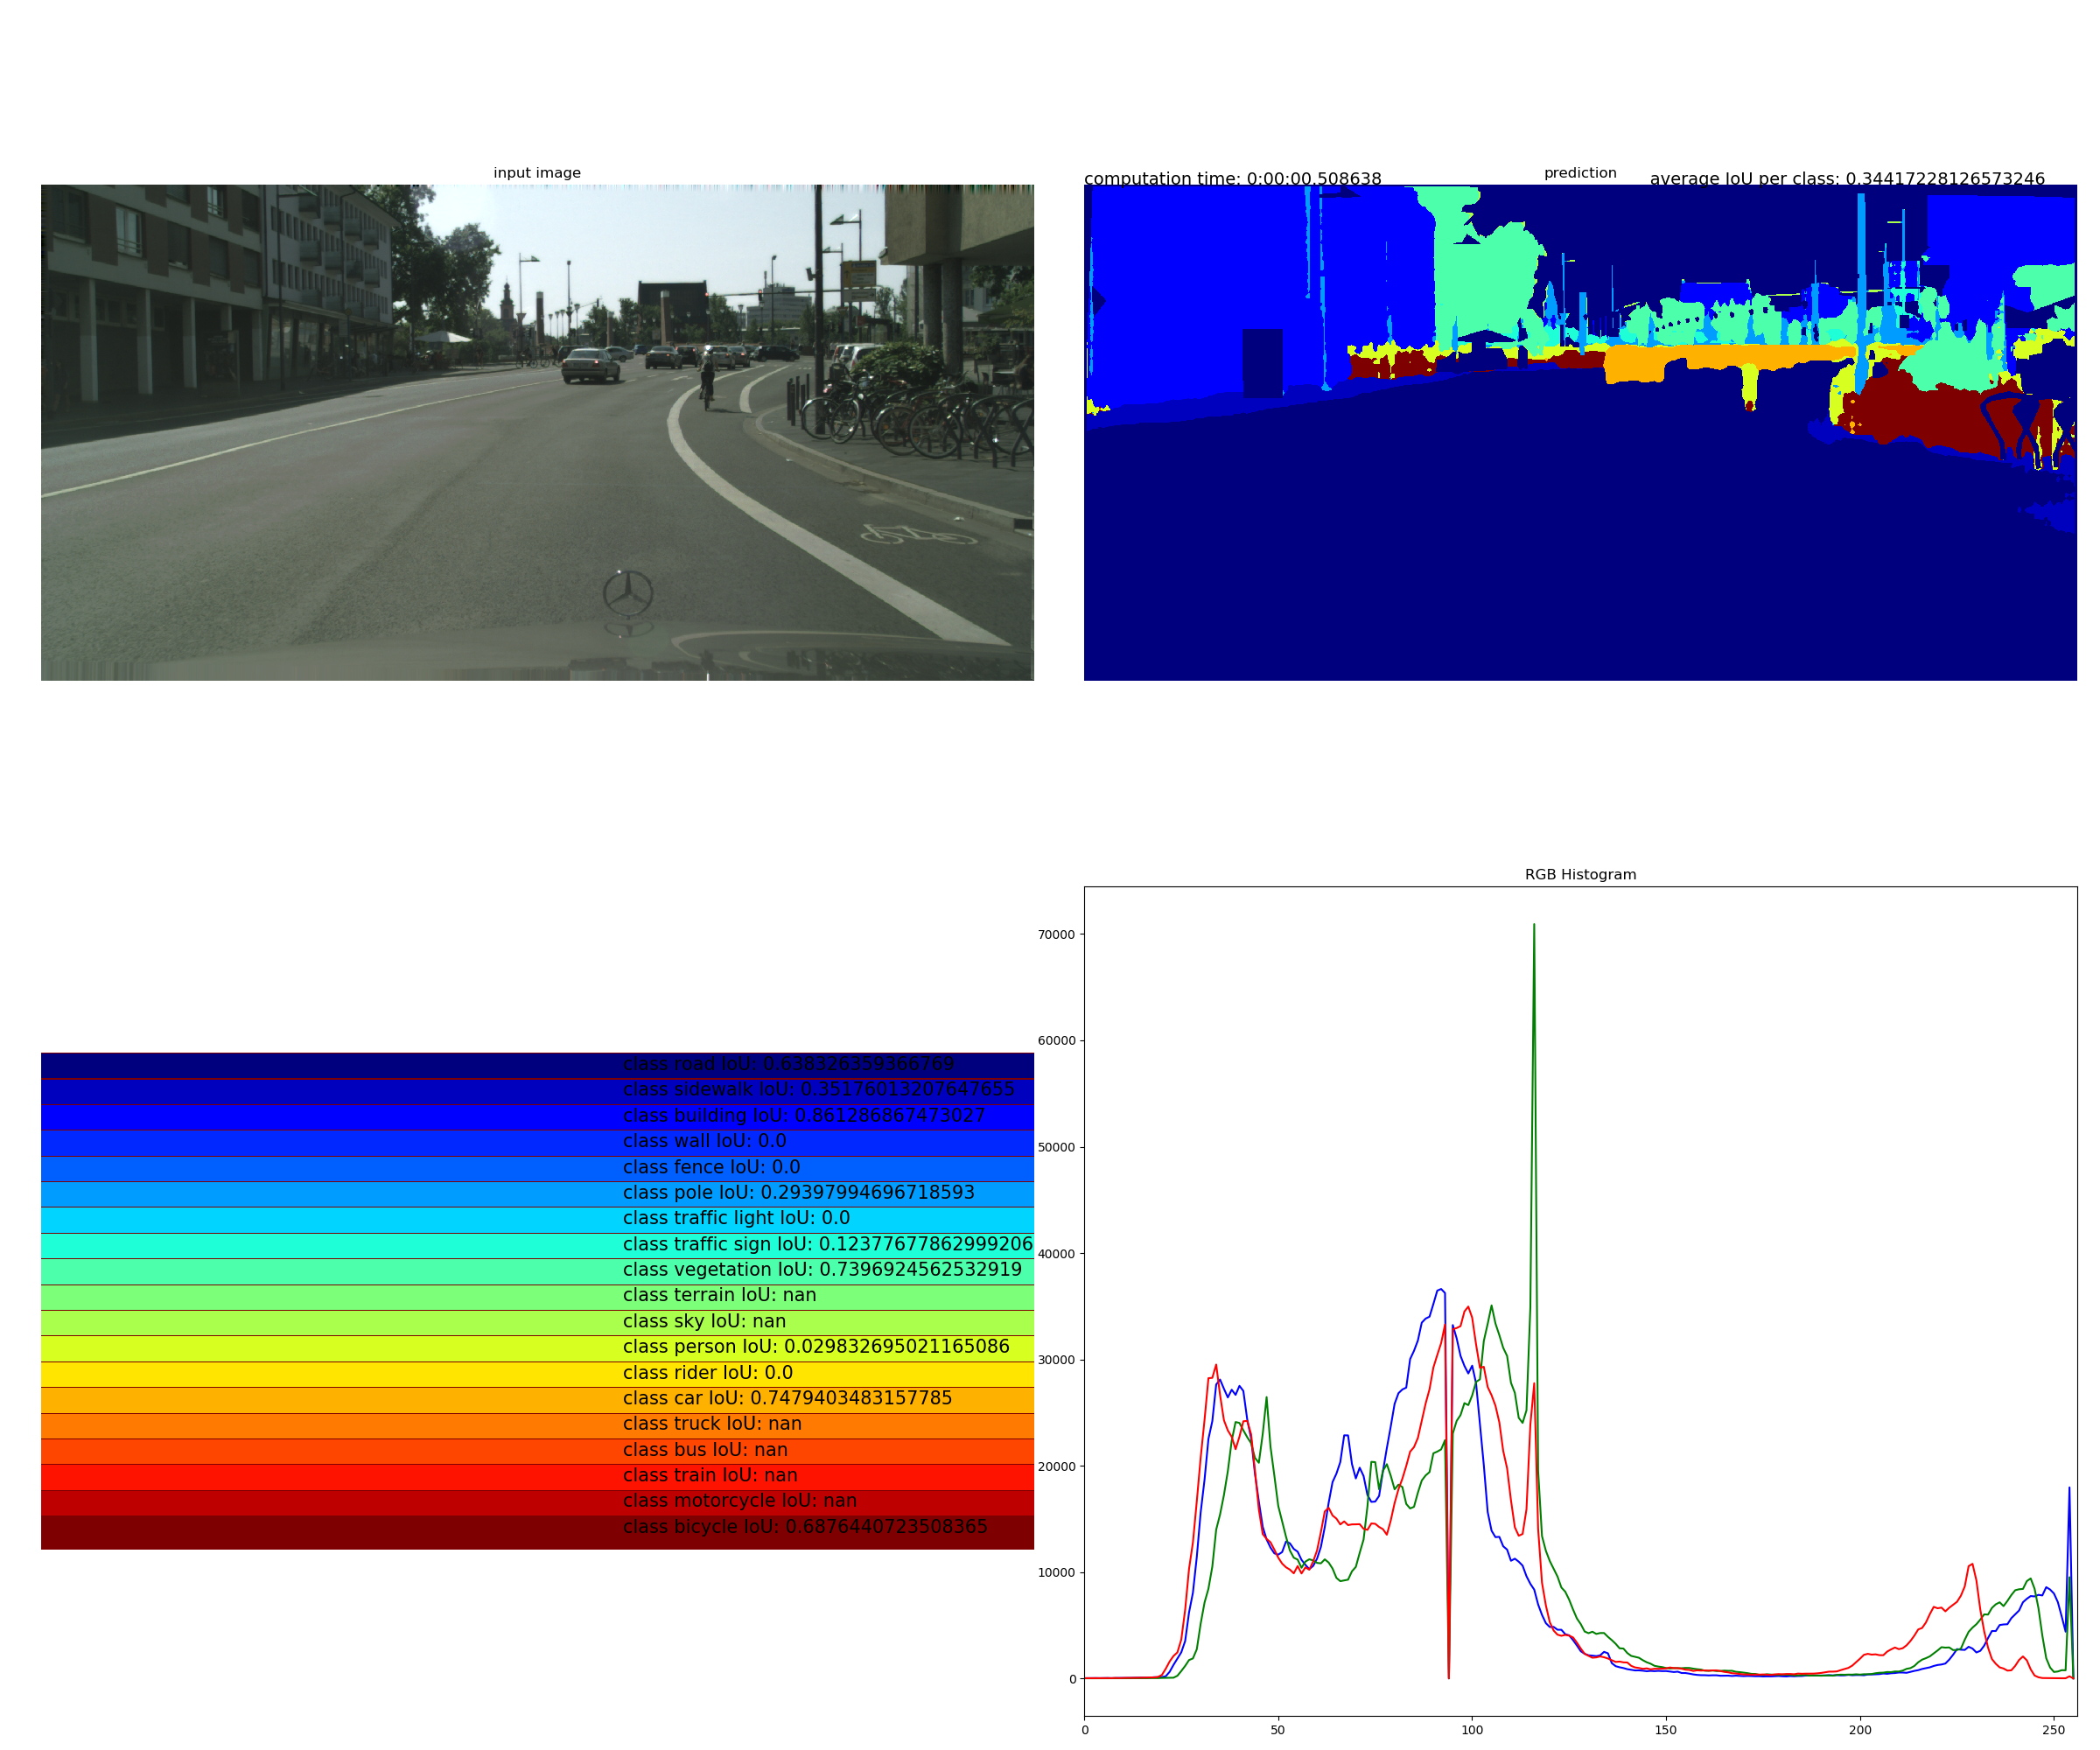 input image
computation time: 0:00:00.508638
prediction
average IoU per class: 0.34417228126573246
class road IoU: 0.638326359366769
class sidewalk IoU: 0.35176013207647655
class building IoU: 0.8612868674730​27
class wall IoU: 0.0
class fence IoU: 0.0
class pole IoU: 0.29397994696718593
class traffic light IoU: 0.0
class traffic sign IoU: 0.12377677862999206
class vegetation IoU: 0.7396924562532919
class terrain IoU: nan
class sky IoU: nan
class person IoU: 0.029832695021165086
class rider IoU: 0.0
class car IoU: 0.7479403483157785
class truck IoU: nan
class bus IoU: nan
class train IoU: nan
class motorcycle IoU: nan
class bicycle IoU: 0.6876440723508365
RGB Histogram
70000
60000
50000
40000
30000
20000
10000
0
0 50 100 150 200 250